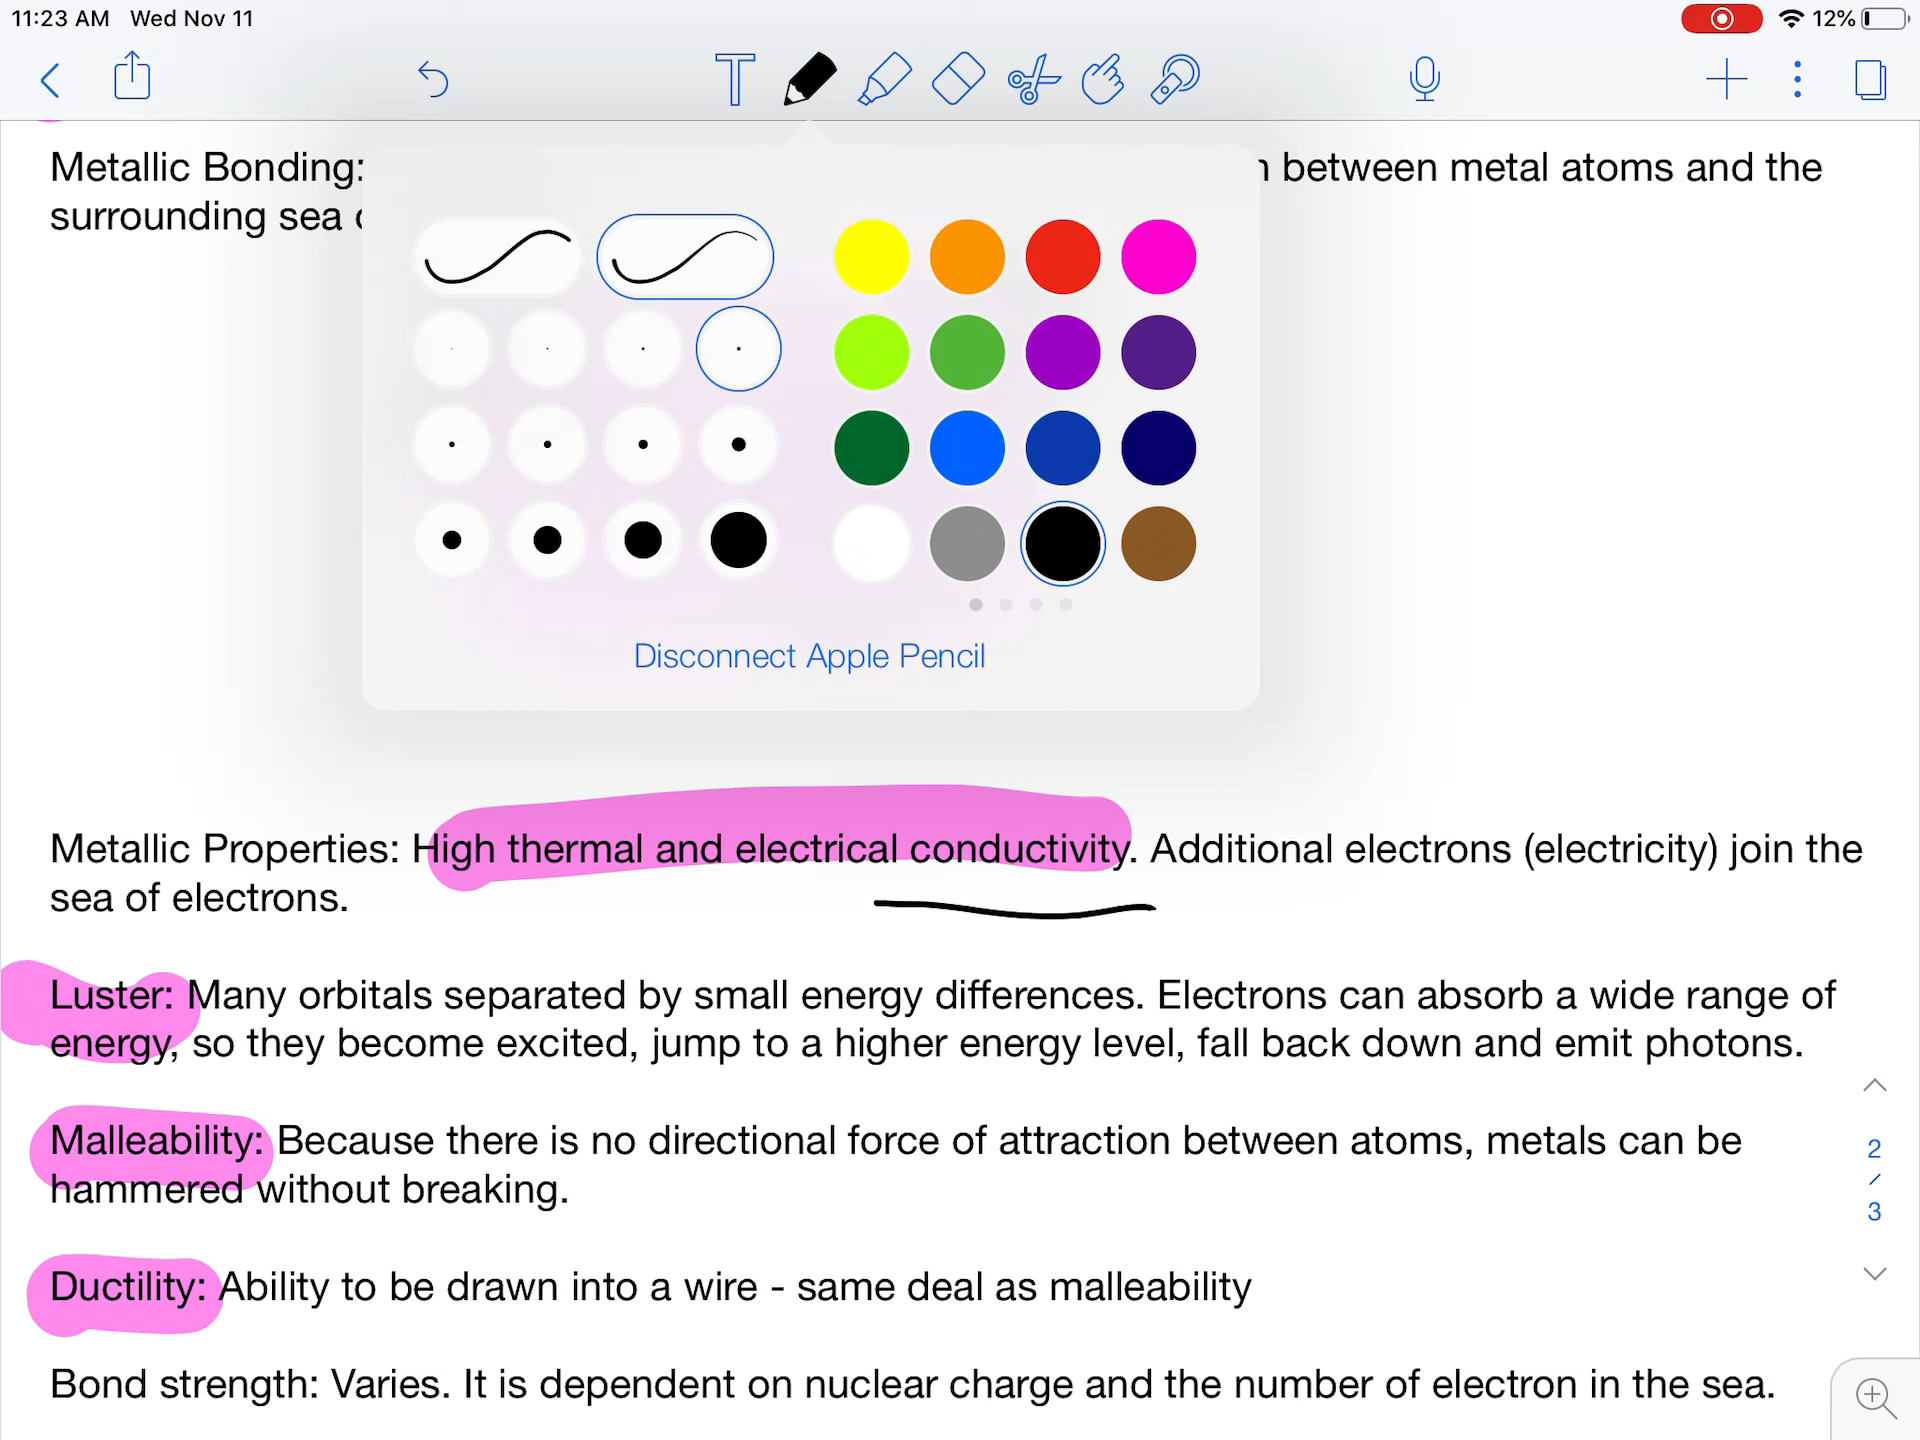 11:23 AM Wed Nov 11
12%
T
Metallic Bonding:
between metal atoms and the
surrounding sea
Disconnect Apple Pencil
Metallic Properties: High thermal and electrical conductivity. Additional electrons (electricity) join the
sea of electrons.
Luster: Many orbitals separated by small energy differences. Electrons can absorb a wide range of
energy, so they become excited, jump to a higher energy level, fall back down and emit photons.
Malleability: Because there is no directional force of attraction between atoms, metals can be
hammered without breaking.
2
/
3
Ductility: Ability to be drawn into a wire - same deal as malleability
Bond strength: Varies. It is dependent on nuclear charge and the number of electron in the sea.